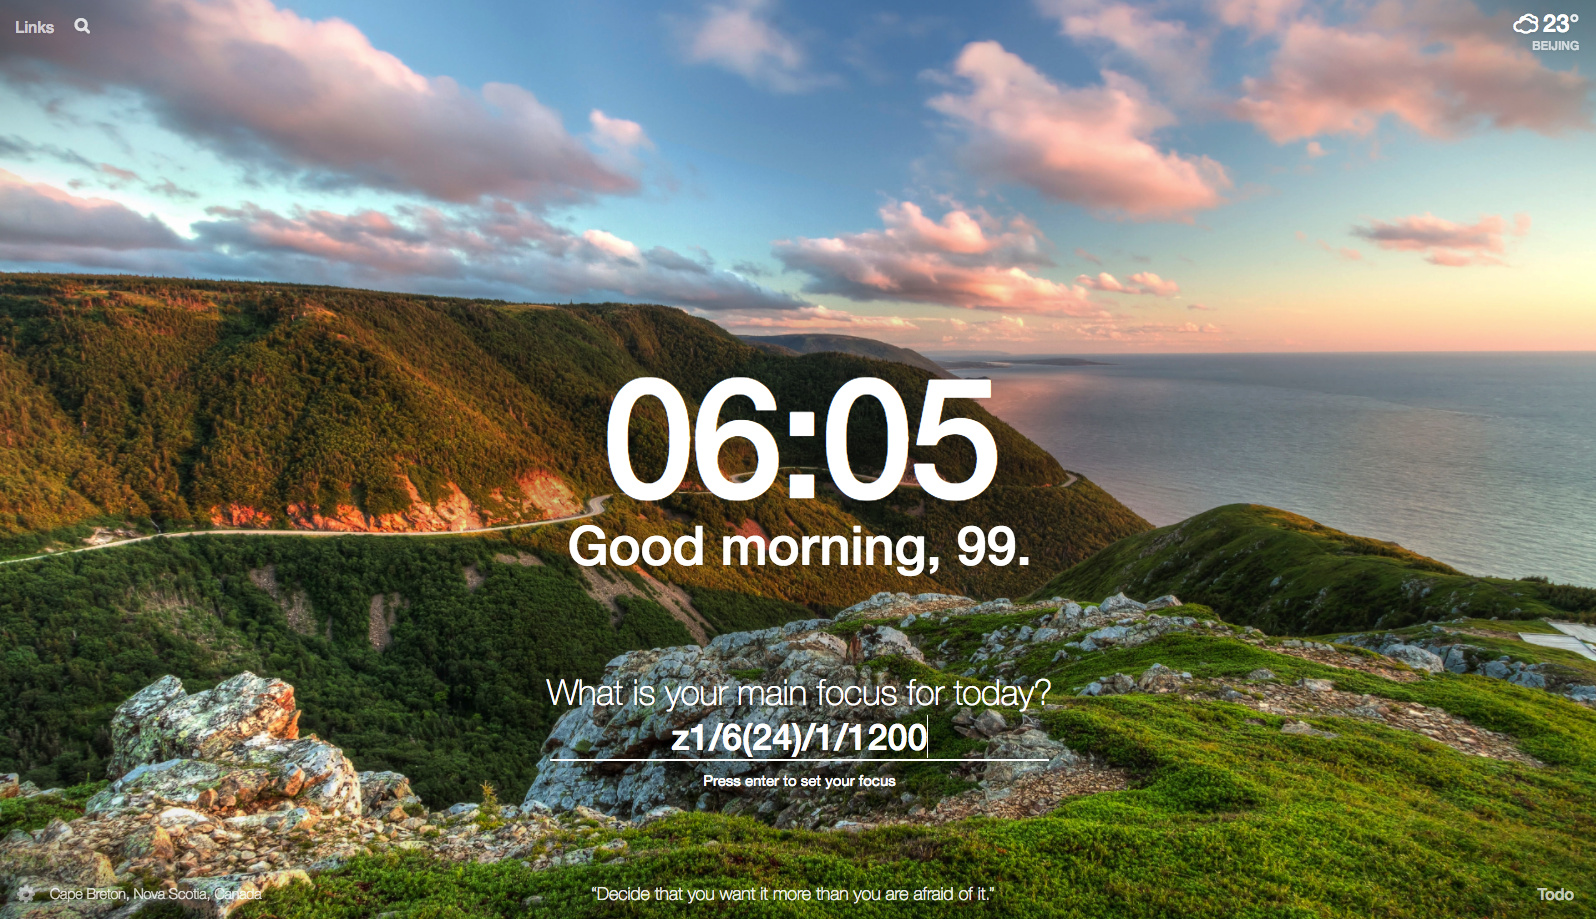 Links
23°
BEIJING
06:05
Good morning, 99.
What is your main focus for today?
z1/6(24)/1/1200
Press enter to set your focus
Cape Breton, Nova Scotia, Canada
“Decide that you want it more than you are afraid of it.”
Todo